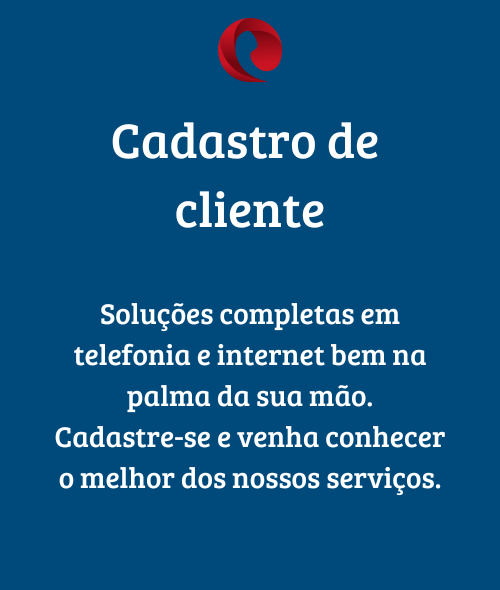 Cadastro de
cliente
Soluções completas em
telefonia e internet bem na
palma da sua mão.
Cadastre-se e venha conhecer
o melhor dos nossos serviços.